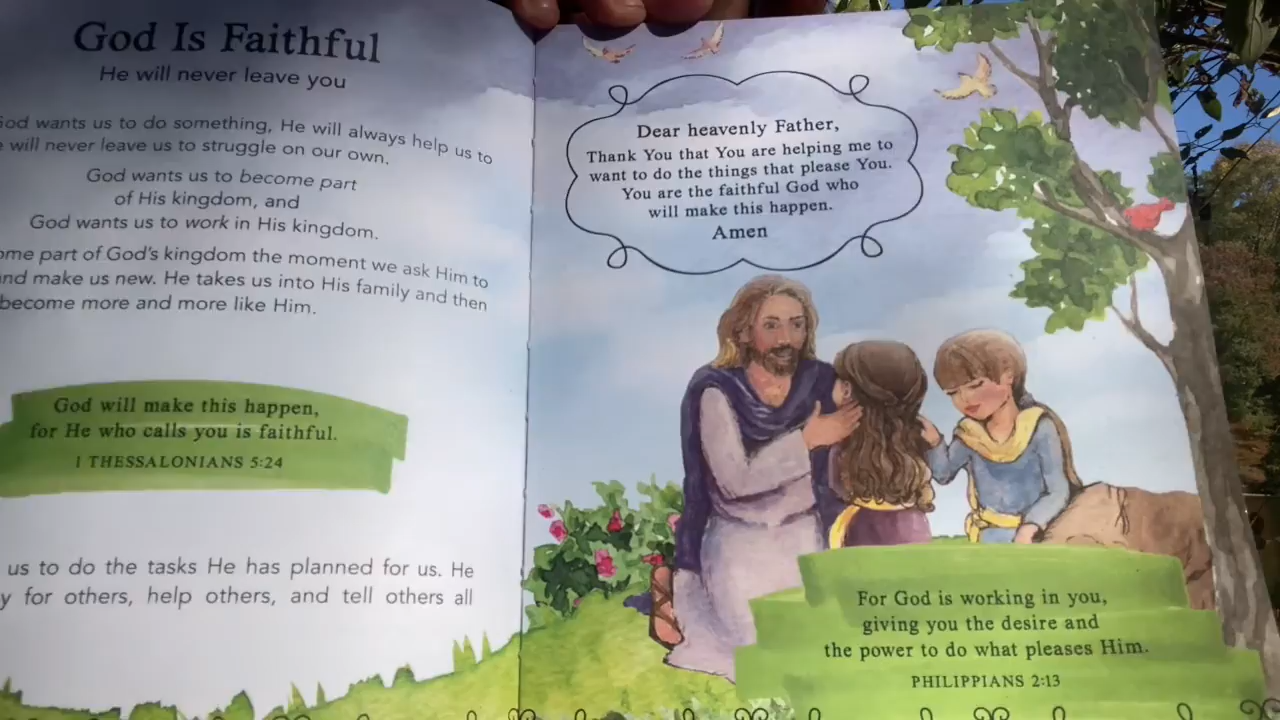 God Is Faithful
He will never leave you
God wants us to do something, He will always help us to
will never leave us to struggle on our own.
God wants us to become part
of His kingdom, and
God wants us to work in His kingdom.
part of God's kingdom the moment we ask Him to
make us new. He takes us into His family and then
become more and more like Him.
God will make this happen,
for He who calls you is faithful.
1 THESSALONIANS 5:24
us to do the tasks He has planned for us. He
for others, help others, and tell others all
Dear heavenly Father,
Thank You that You are helping me to
want to do the things that please You.
You are the faithful God who
will make this happen.
Amen
For God is working in you,
giving you the desire and
the power to do what pleases Him.
PHILIPPIANS 2:13